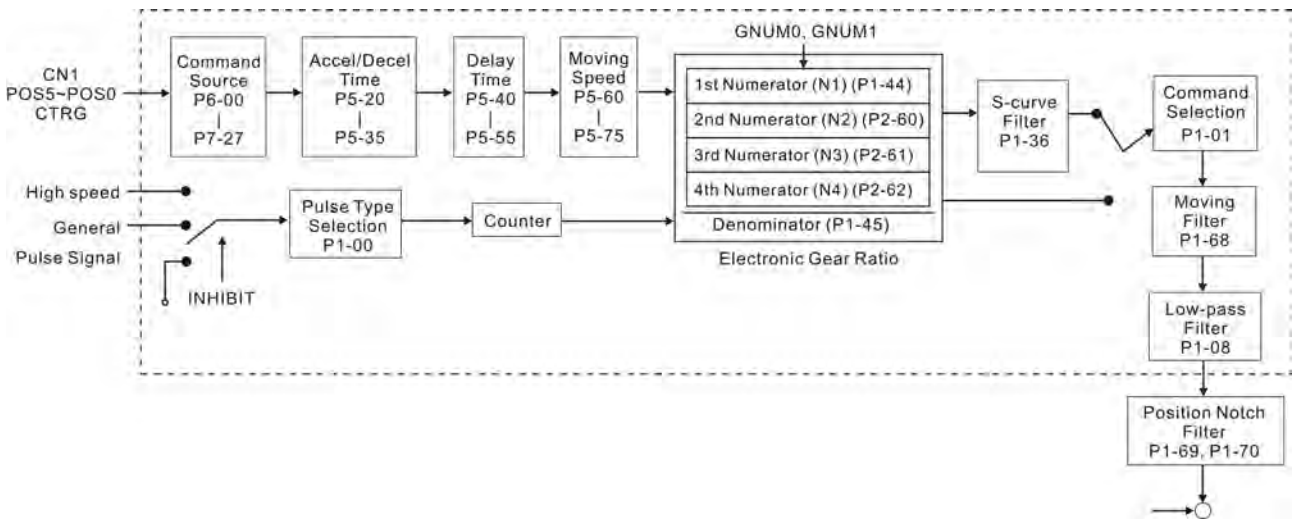 CN1
POS5~POS0
CTRG
Command
Source
P6-00
P7-27
Accel/Decel
Time
P5-20
P5-35
Delay
Time
P5-40
P5-55
Moving
Speed
P5-60
P5-75
GNUM0, GNUM1
1st Numerator (N1) (P1-44)
2nd Numerator (N2) (P2-60)
3rd Numerator (N3) (P2-61)
4th Numerator (N4) (P2-62)
Denominator (P1-45)
Electronic Gear Ratio
S-curve
Filter
P1-36
Command
Selection
P1-01
High speed
General
Pulse Signal
INHIBIT
Pulse Type
Selection
P1-00
Counter
Moving
Filter
P1-68
Low-pass
Filter
P1-08
Position Notch
Filter
P1-69, P1-70